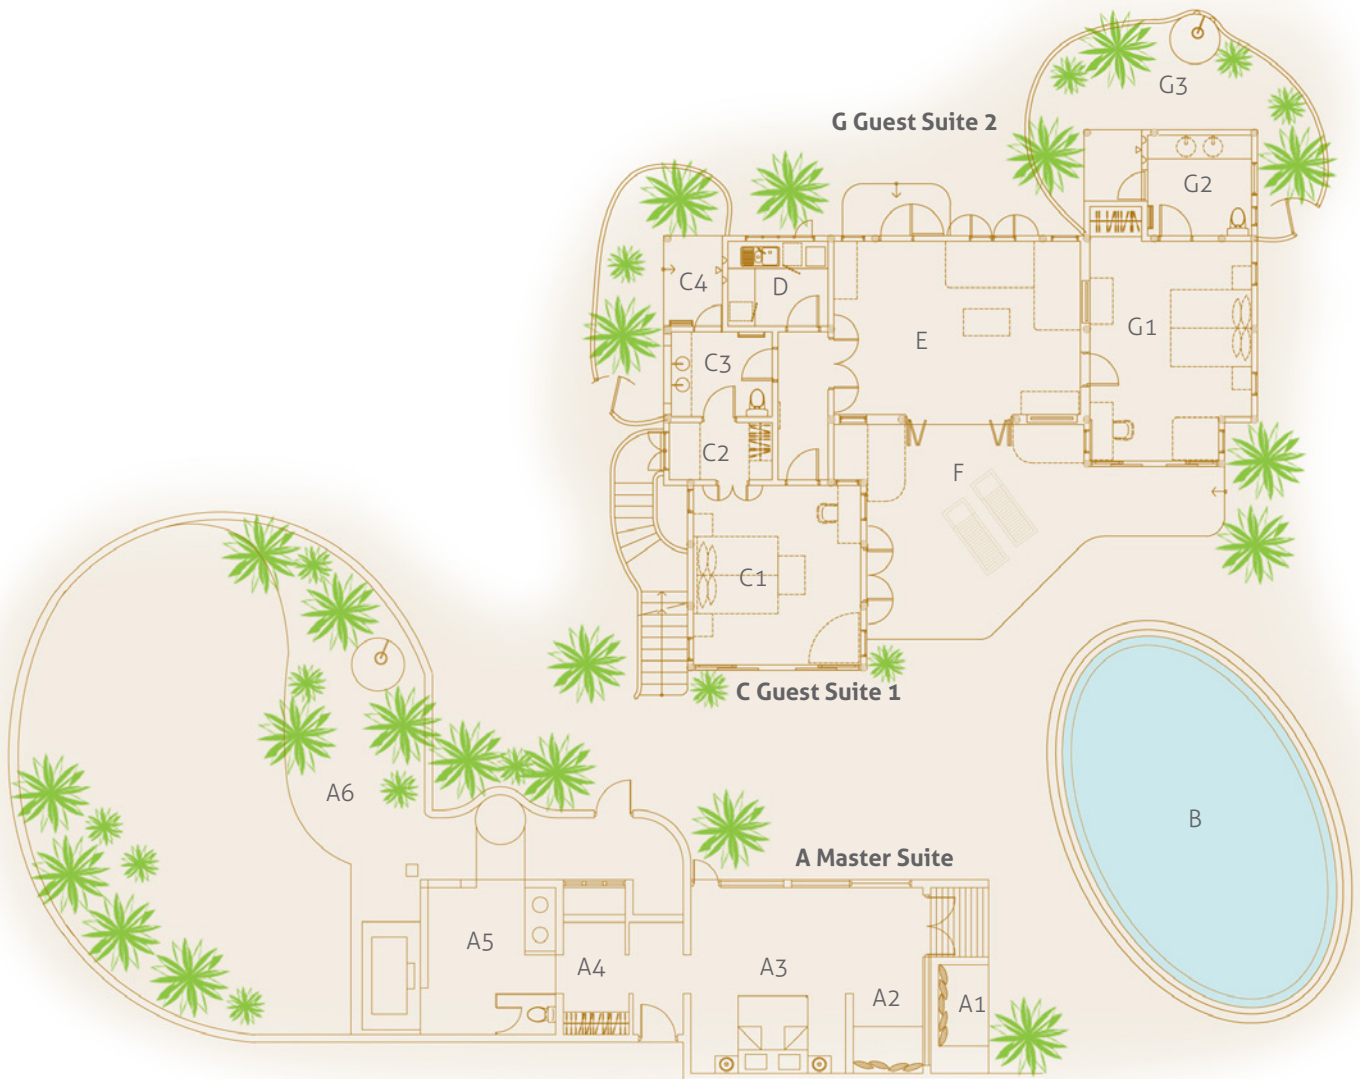 G3
G Guest Suite 2
G2
C4
D
G1
E
C3
C2
F
C1
C Guest Suite 1
A6
B
A Master Suite
A5
A4
A3
A2
A1